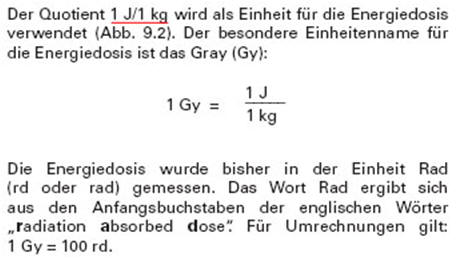 Der Quotient 1 J/1 kg wird als Einheit für die Energiedosis
verwendet (Abb. 9.2). Der besondere Einheitenname für
die Energiedosis ist das Gray (Gy):
1 Gy = 1 J
1 kg
Die Energiedosis wurde bisher in der Einheit Rad
(rd oder rad) gemessen. Das Wort Rad ergibt sich
aus den Anfangsbuchstaben der englischen Wörter
„radiation absorbed dose“. Für Umrechnungen gilt:
1 Gy = 100 rd.